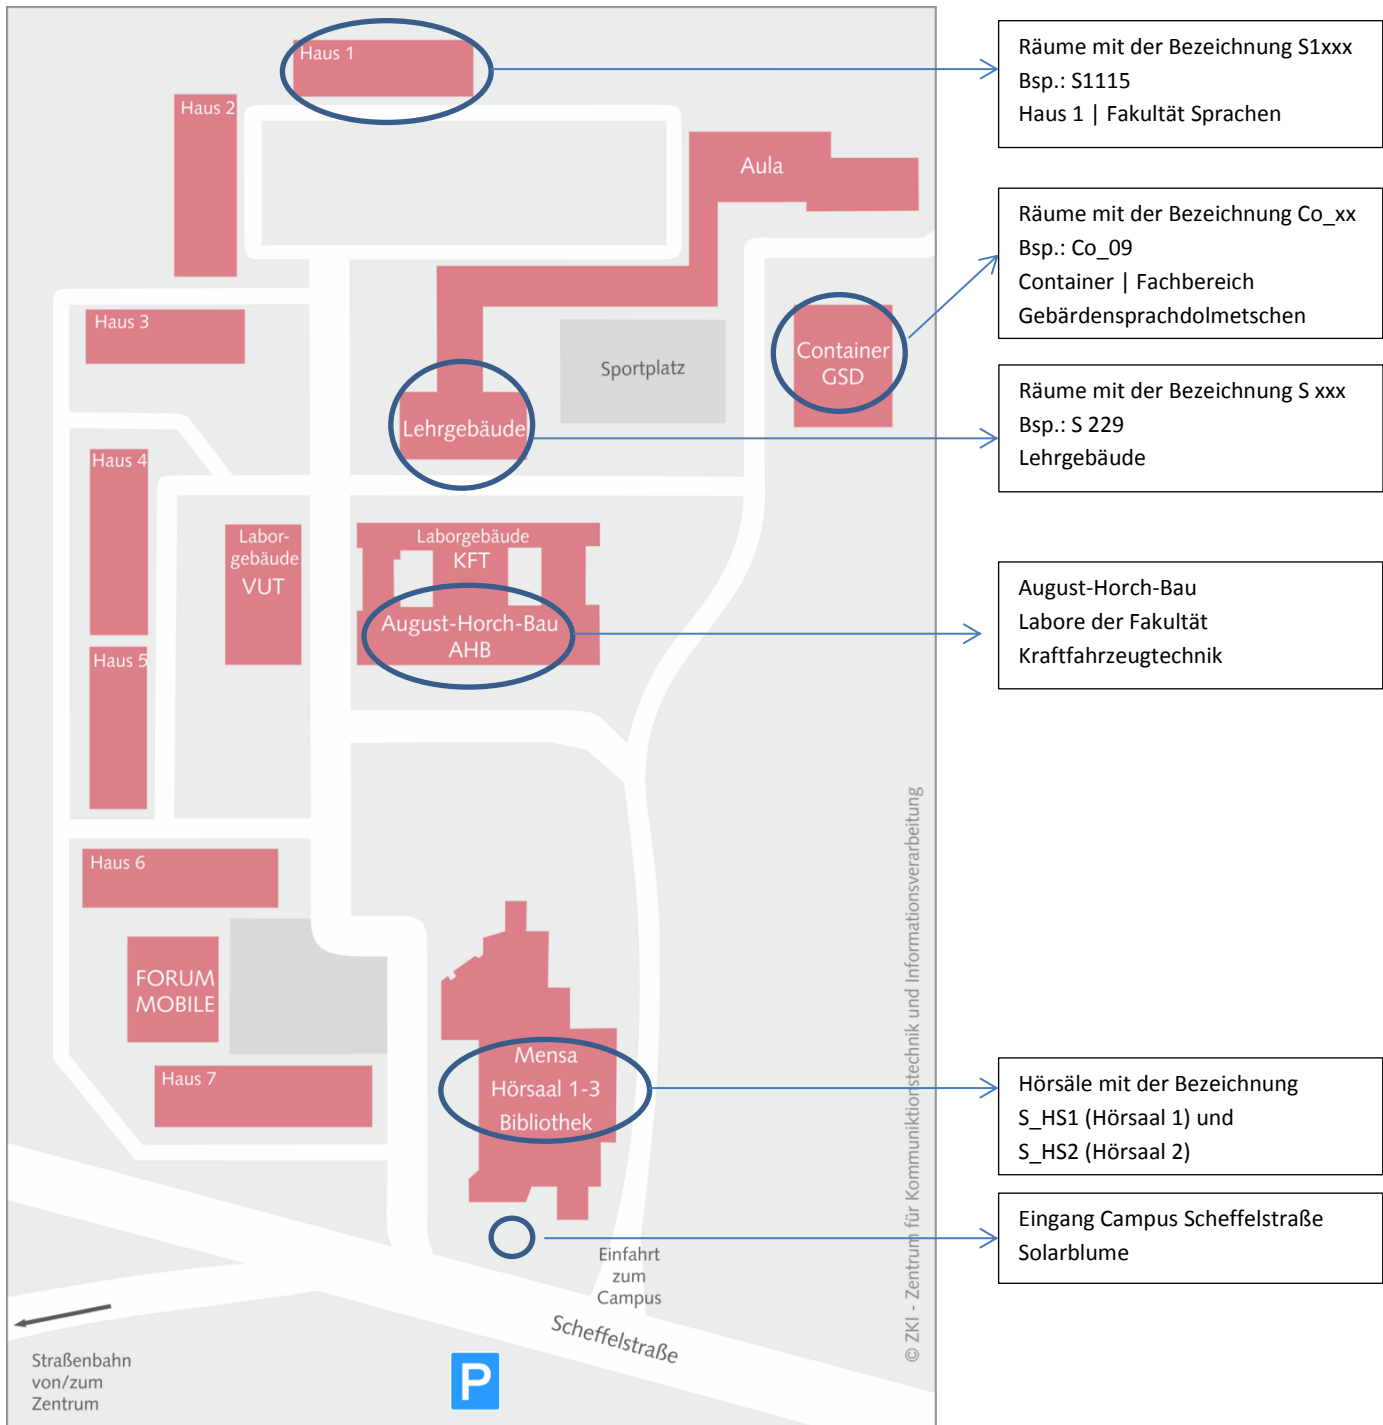 Haus 1
Haus 2
Aula
Haus 3
Sportplatz
Container
GSD
Lehrgebäude
Haus 4
Labor-
gebäude
VUT
Laborgebäude
KFT
August-Horch-Bau
AHB
Haus 5
Haus 6
FORUM
MOBILE
Haus 7
Mensa
Hörsaal 1-3
Bibliothek
Einfahrt
zum
Campus
Scheffelstraße
Straßenbahn
von/zum
Zentrum
P
© ZKI - Zentrum für Kommuniktionstechnik und Informationsverarbeitung
Räume mit der Bezeichnung S1xxx
Bsp.: S1115
Haus 1 | Fakultät Sprachen
Räume mit der Bezeichnung Co_xx
Bsp.: Co_09
Container | Fachbereich
Gebärdensprachdolmetschen
Räume mit der Bezeichnung S xxx
Bsp.: S 229
Lehrgebäude
August-Horch-Bau
Labore der Fakultät
Kraftfahrzeugtechnik
Hörsäle mit der Bezeichnung
S_HS1 (Hörsaal 1) und
S_HS2 (Hörsaal 2)
Eingang Campus Scheffelstraße
Solarblume